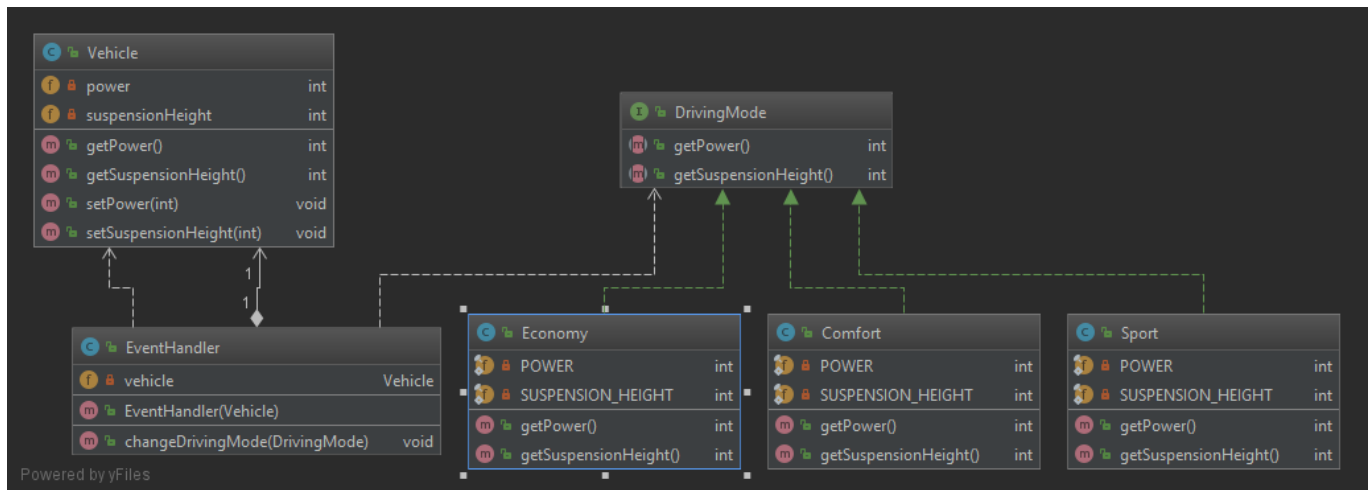 Vehicle
power int
suspensionHeight int
getPower() int
getSuspensionHeight() int
setPower(int) void
setSuspensionHeight(int) void
DrivingMode
getPower() int
getSuspensionHeight() int
1
1
EventHandler
vehicle Vehicle
EventHandler(Vehicle)
changeDrivingMode(DrivingMode) void
Economy
POWER int
SUSPENSION_HEIGHT int
getPower() int
getSuspensionHeight() int
Comfort
POWER int
SUSPENSION_HEIGHT int
getPower() int
getSuspensionHeight() int
Sport
POWER int
SUSPENSION_HEIGHT int
getPower() int
getSuspensionHeight() int
Powered by yFiles